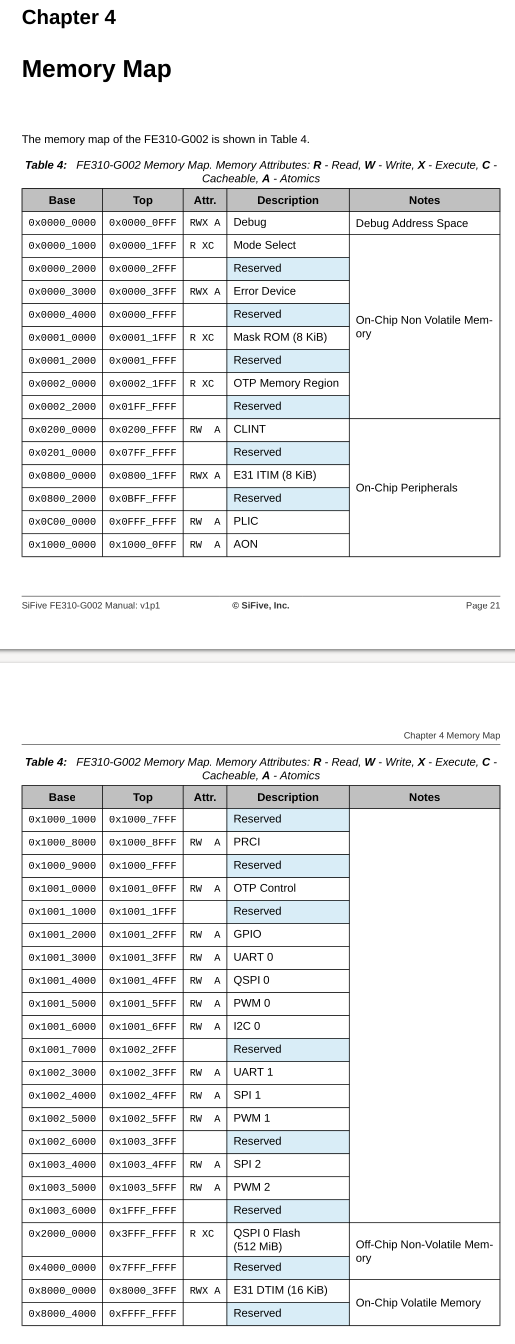 Chapter 4
Memory Map
The memory map of the FE310-G002 is shown in Table 4.
Table 4: FE310-G002 Memory Map. Memory Attributes: R - Read, W - Write, X - Execute, C -
Cacheable, A - Atomics
Base Top Attr. Description Notes
0x0000_0000 0x0000_0FFF RWX A Debug Debug Address Space
0x0000_1000 0x0000_1FFF R XC Mode Select
0x0000_2000 0x0000_2FFF Reserved
0x0000_3000 0x0000_3FFF RWX A Error Device
0x0000_4000 0x0000_FFFF Reserved
On-Chip Non Volatile Mem-
ory
0x0001_0000 0x0001_1FFF R XC Mask ROM (8 KiB)
0x0001_2000 0x0001_FFFF Reserved
0x0002_0000 0x0002_1FFF R XC OTP Memory Region
0x0002_2000 0x01FF_FFFF Reserved
0x0200_0000 0x0200_FFFF RW A CLINT
0x0201_0000 0x07FF_FFFF Reserved
0x0800_0000 0x0800_1FFF RWX A E31 ITIM (8 KiB)
On-Chip Peripherals
0x0800_2000 0x0BFF_FFFF Reserved
0x0C00_0000 0x0FFF_FFFF RW A PLIC
0x1000_0000 0x1000_0FFF RW A AON
SiFive FE310-G002 Manual: v1p1 © SiFive, Inc. Page 21
Chapter 4 Memory Map
Table 4: FE310-G002 Memory Map. Memory Attributes: R - Read, W - Write, X - Execute, C -
Cacheable, A - Atomics
Base Top Attr. Description Notes
0x1000_1000 0x1000_7FFF Reserved
0x1000_8000 0x1000_8FFF RW A PRCI
0x1000_9000 0x1000_FFFF Reserved
0x1001_0000 0x1001_0FFF RW A OTP Control
0x1001_1000 0x1001_1FFF Reserved
0x1001_2000 0x1001_2FFF RW A GPIO
0x1001_3000 0x1001_3FFF RW A UART 0
0x1001_4000 0x1001_4FFF RW A QSPI 0
0x1001_5000 0x1001_5FFF RW A PWM 0
0x1001_6000 0x1001_6FFF RW A I2C 0
0x1001_7000 0x1002_2FFF Reserved
0x1002_3000 0x1002_3FFF RW A UART 1
0x1002_4000 0x1002_4FFF RW A SPI 1
0x1002_5000 0x1002_5FFF RW A PWM 1
0x1002_6000 0x1003_3FFF Reserved
0x1003_4000 0x1003_4FFF RW A SPI 2
0x1003_5000 0x1003_5FFF RW A PWM 2
0x1003_6000 0x1FFF_FFFF Reserved
0x2000_0000 0x3FFF_FFFF R XC QSPI 0 Flash
(512 MiB)
Off-Chip Non-Volatile Mem-
ory
0x4000_0000 0x7FFF_FFFF Reserved
0x8000_0000 0x8000_3FFF RWX A E31 DTIM (16 KiB)
On-Chip Volatile Memory
0x8000_4000 0xFFFF_FFFF Reserved